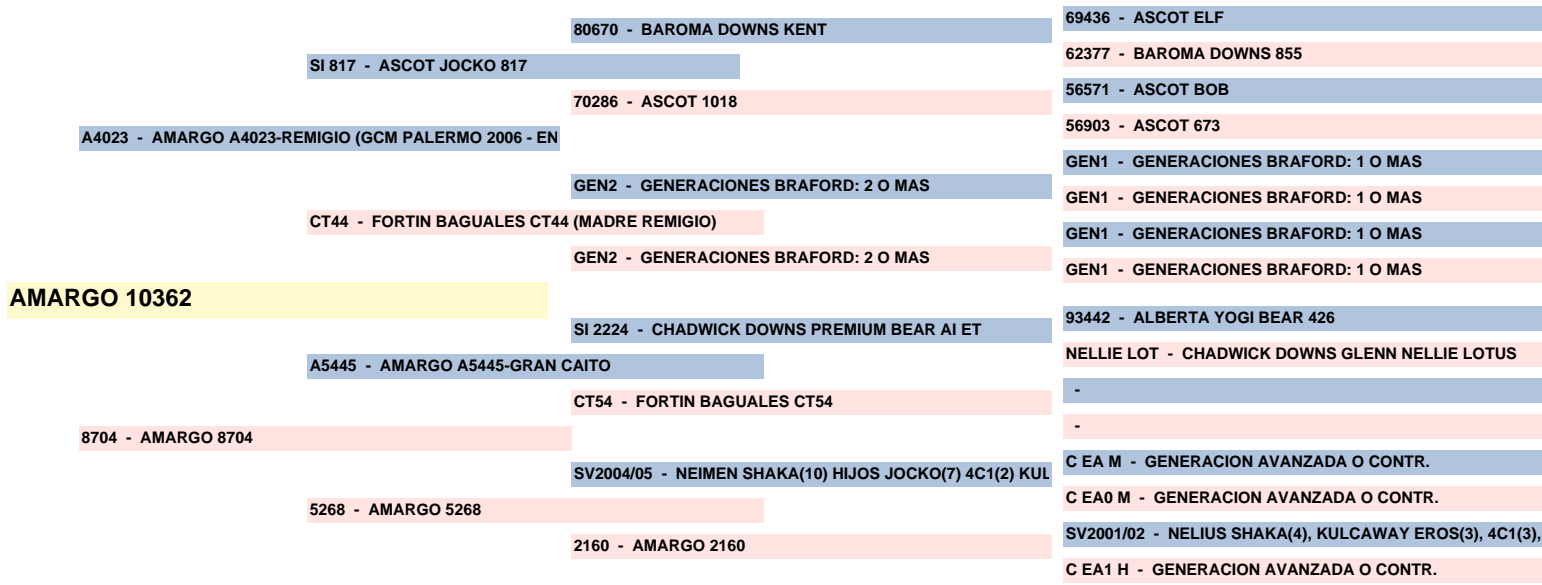 69436 - ASCOT ELF
80670 - BAROMA DOWNS KENT
62377 - BAROMA DOWNS 855
SI 817 - ASCOT JOCKO 817
56571 - ASCOT BOB
70286 - ASCOT 1018
56903 - ASCOT 673
A4023 - AMARGO A4023-REMIGIO (GCM PALERMO 2006 - EN
GEN1 - GENERACIONES BRAFORD: 1 O MAS
GEN2 - GENERACIONES BRAFORD: 2 O MAS
GEN1 - GENERACIONES BRAFORD: 1 O MAS
CT44 - FORTIN BAGUALES CT44 (MADRE REMIGIO)
GEN1 - GENERACIONES BRAFORD: 1 O MAS
GEN2 - GENERACIONES BRAFORD: 2 O MAS
GEN1 - GENERACIONES BRAFORD: 1 O MAS
AMARGO 10362
93442 - ALBERTA YOGI BEAR 426
SI 2224 - CHADWICK DOWNS PREMIUM BEAR AI ET
NELLIE LOT - CHADWICK DOWNS GLENN NELLIE LOTUS
A5445 - AMARGO A5445-GRAN CAITO
-
CT54 - FORTIN BAGUALES CT54
-
8704 - AMARGO 8704
C EA M - GENERACION AVANZADA O CONTR.
SV2004/05 - NEIMEN SHAKA(10) HIJOS JOCKO(7) 4C1(2) KUL
C EA0 M - GENERACION AVANZADA O CONTR.
5268 - AMARGO 5268
SV2001/02 - NELIUS SHAKA(4), KULCAWAY EROS(3), 4C1(3),
2160 - AMARGO 2160
C EA1 H - GENERACION AVANZADA O CONTR.